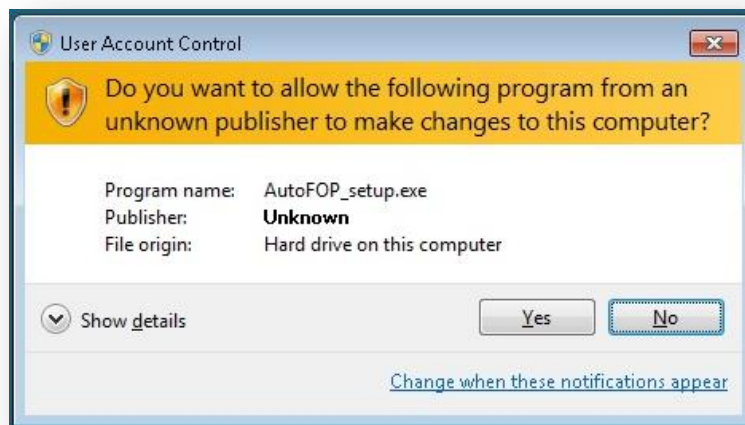 User Account Control
Do you want to allow the following program from an
unknown publisher to make changes to this computer?
Program name: AutoFOP_setup.exe
Publisher: Unknown
File origin: Hard drive on this computer
Show details Yes No
Change when these notifications appear